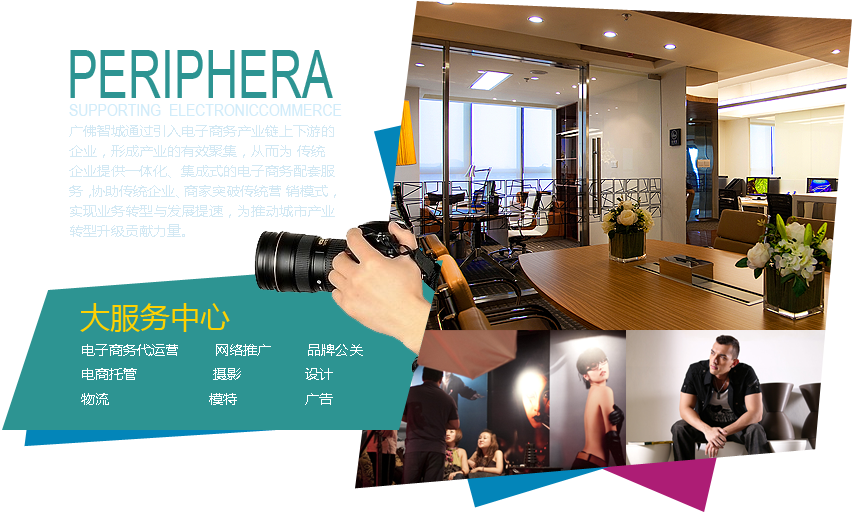 PERIPHERA
SUPPORTING ELECTRONICCOMMERCE
广佛智城通过引入电子商务产业链上下游的
企业，形成产业的有效聚集，从而为 传统
企业提供一体化、集成式的电子商务配套服
务，协助传统企业、商家突破传统营 销模式，
实现业务转型与发展提速，为推动城市产业
转型升级贡献力量。
大服务中心
电子商务代运营 网络推广 品牌公关
电商托管 摄影 设计
物流 模特 广告